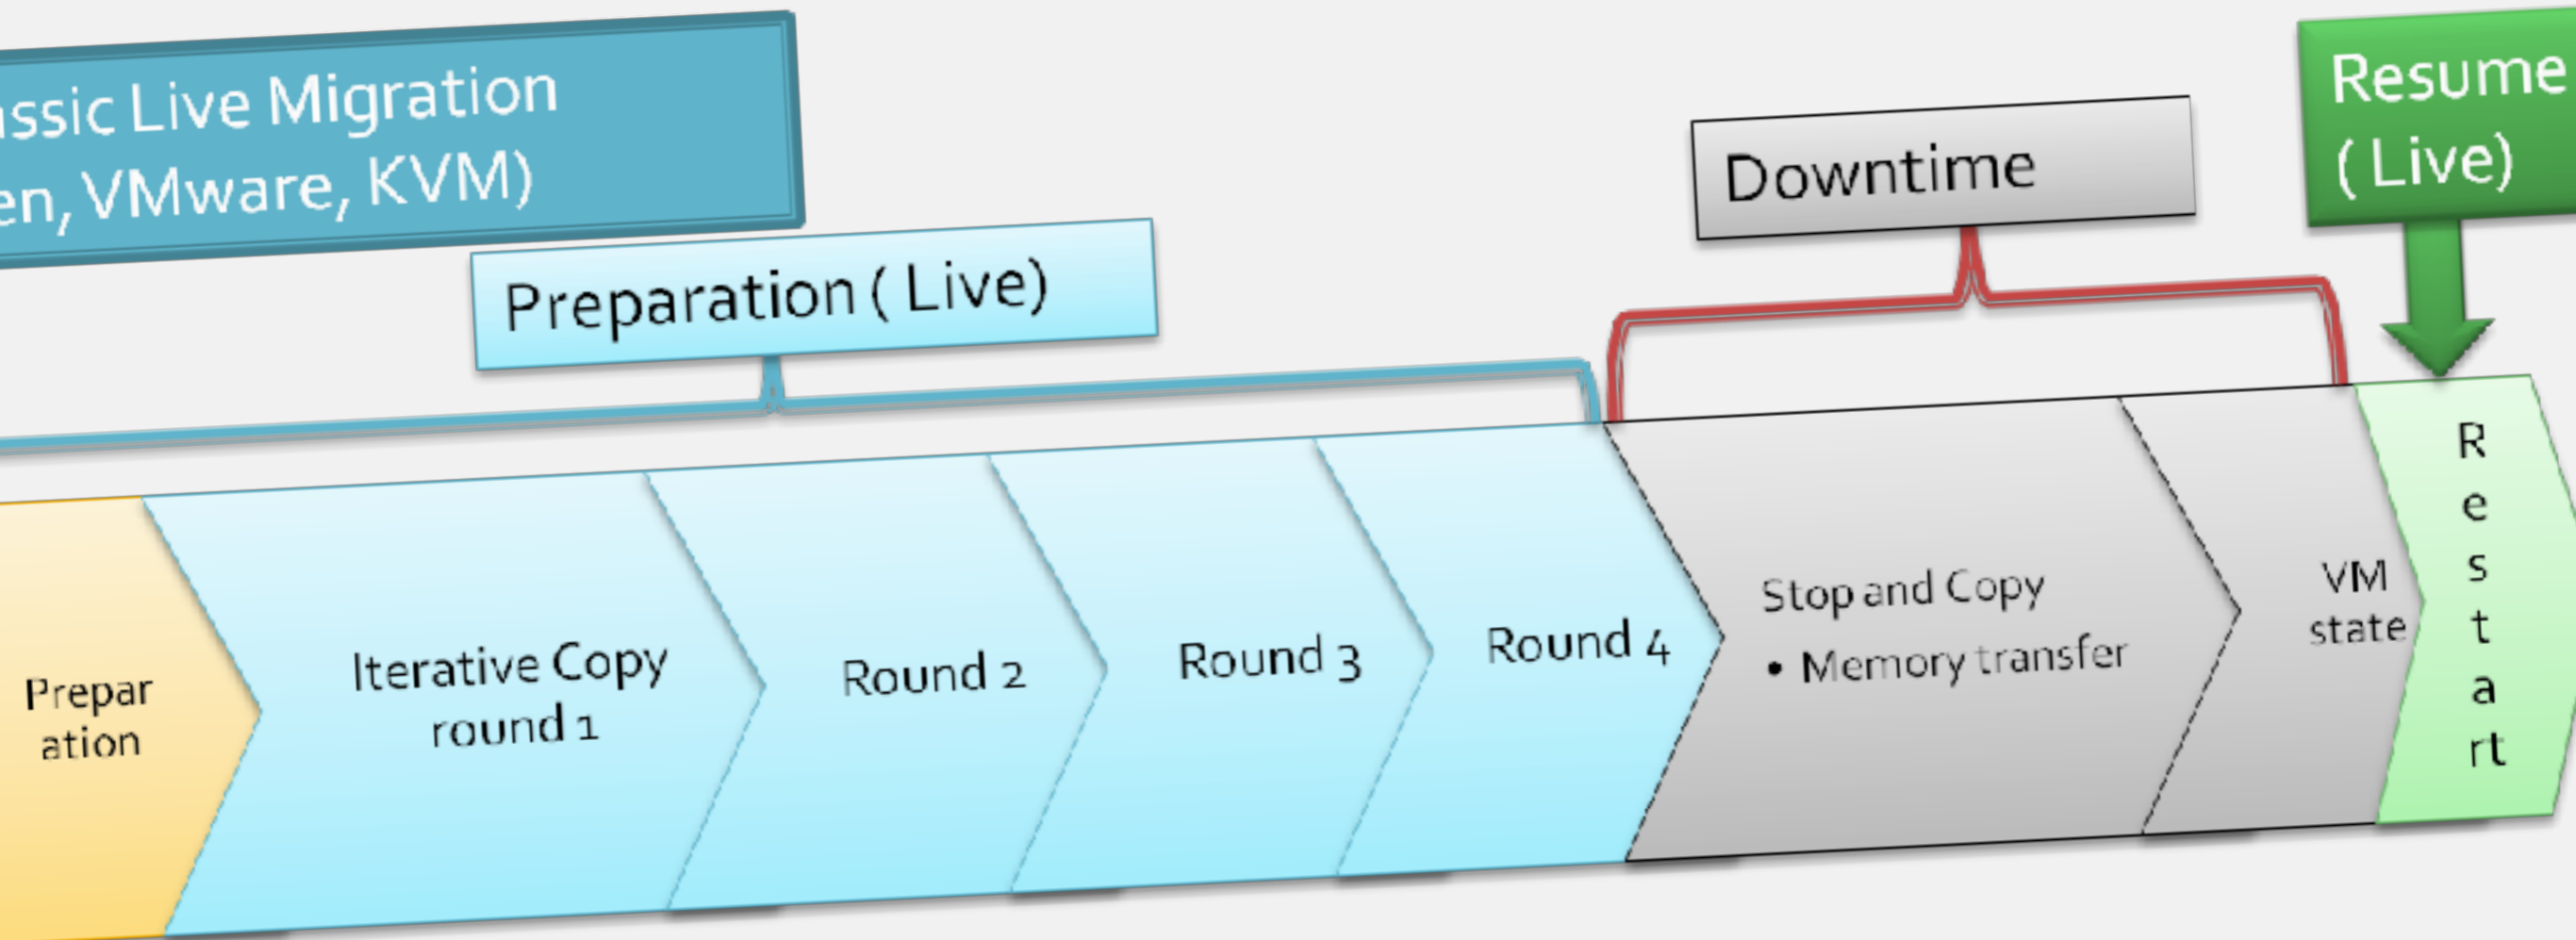 assic Live Migration
en, VMware, KVM)
Preparation ( Live)
Downtime
Resume
( Live)
Prepar
ation
Iterative Copy
round 1
Round 2
Round 3
Round 4
Stop and Copy
• Memory transfer
VM
state
R
e
s
t
a
rt